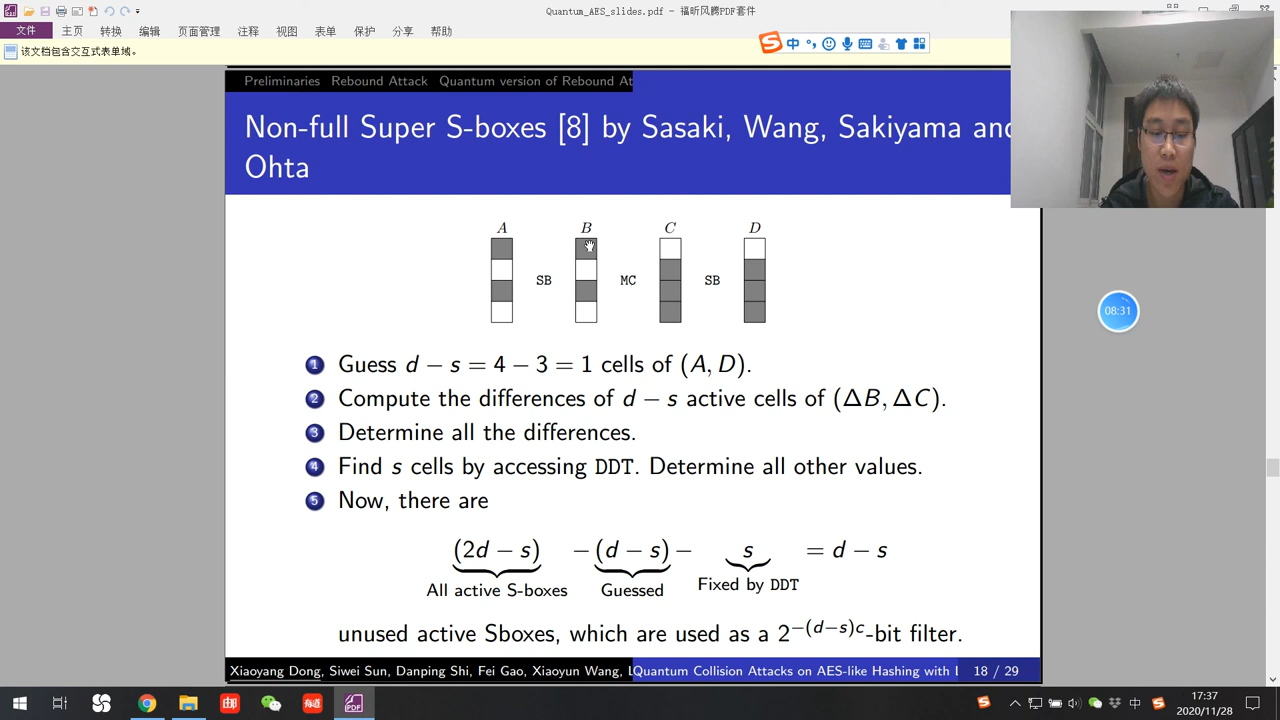 Quantum_AES_slides.pdf - 福昕风腾PDF套件
文件 主页 转换 编辑 页面管理 注释 视图 表单 保护 分享 帮助
该文档包含交互式表单域。
中
Preliminaries Rebound Attack Quantum version of Rebound At
Non-full Super S-boxes [8] by Sasaki, Wang, Sakiyama and
Ohta
A B C D
SB MC SB
1 Guess d − s = 4 − 3 = 1 cells of (A, D).
2 Compute the differences of d − s active cells of (ΔB, ΔC).
3 Determine all the differences.
4 Find s cells by accessing DDT. Determine all other values.
5 Now, there are
(2d − s) − (d − s) − s = d − s
All active S-boxes Guessed Fixed by DDT
unused active Sboxes, which are used as a 2^{−(d−s)c}-bit filter.
Xiaoyang Dong, Siwei Sun, Danping Shi, Fei Gao, Xiaoyun Wang, L Quantum Collision Attacks on AES-like Hashing with l 18 / 29
08:31
17:37
2020/11/28